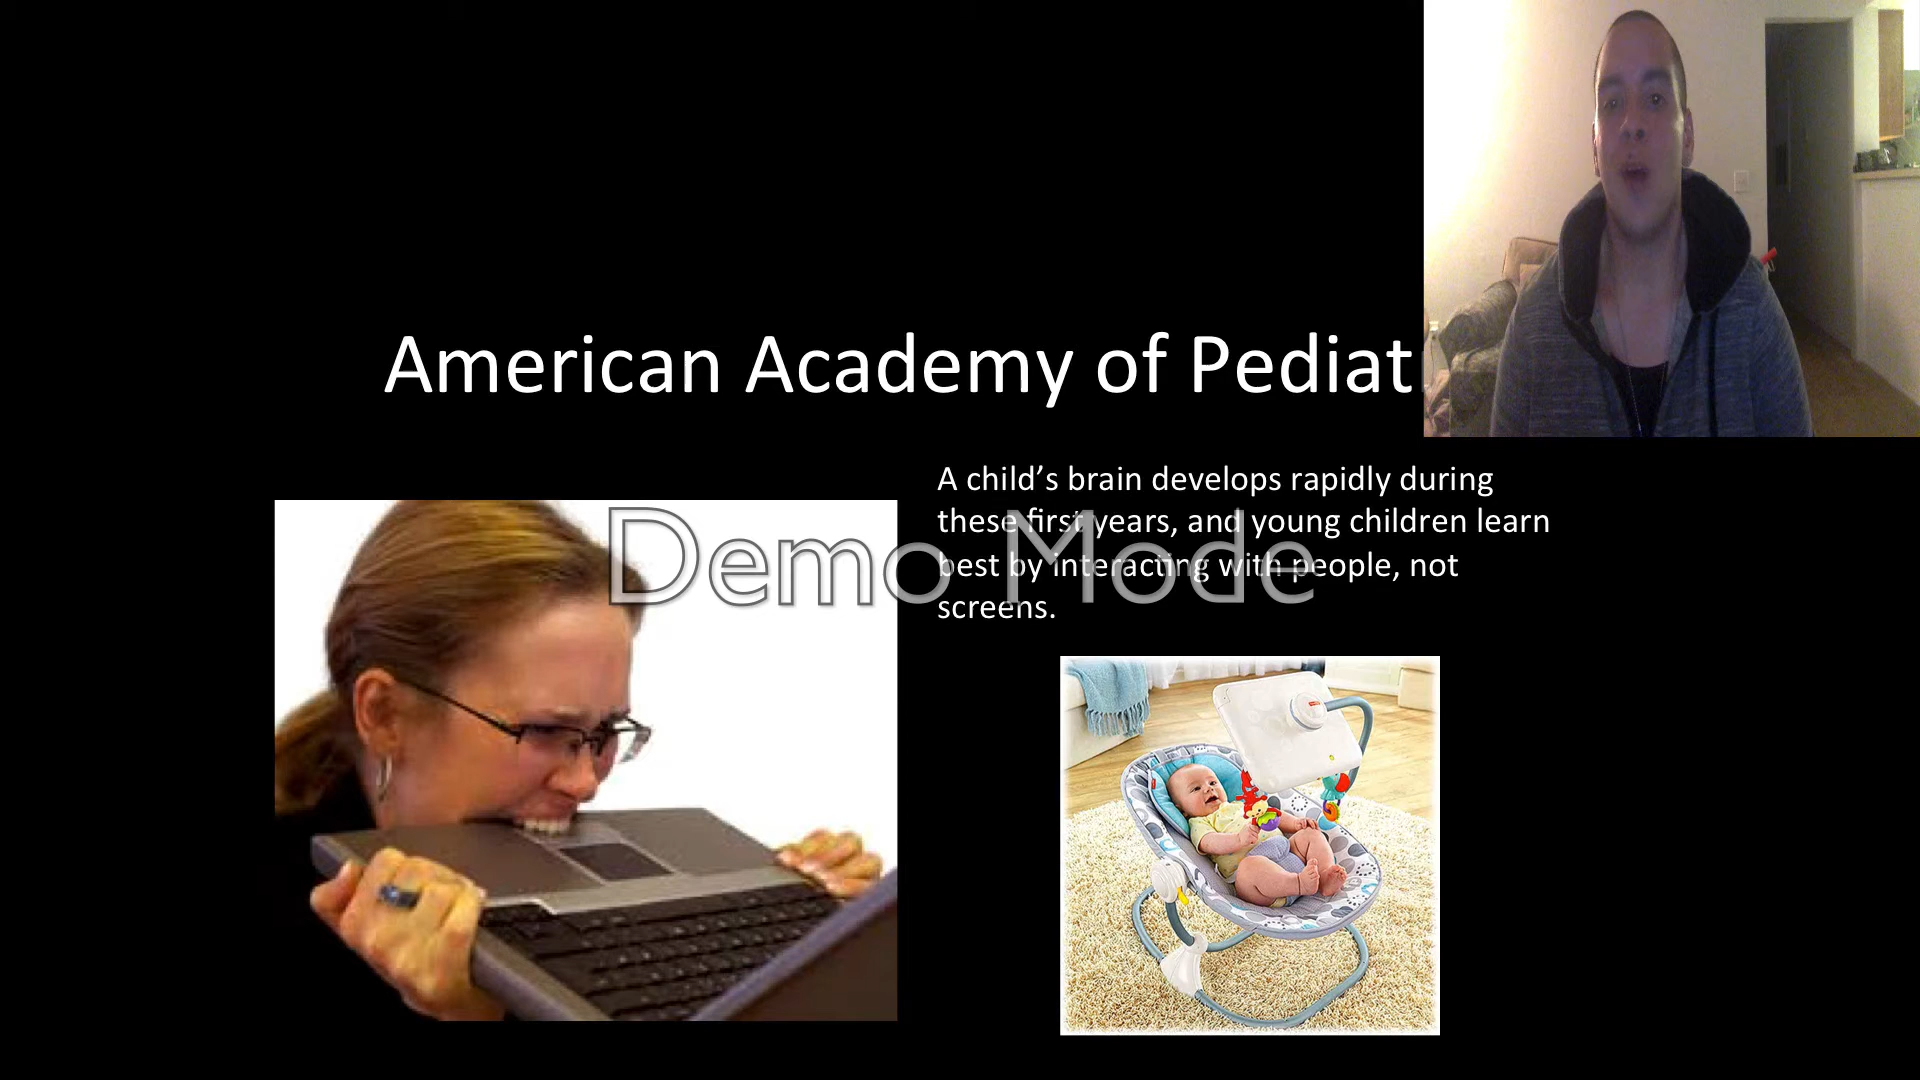 American Academy of Pediat
A child's brain develops rapidly during
these first years, and young children learn
best by interacting with people, not
screens.
Demo Mode